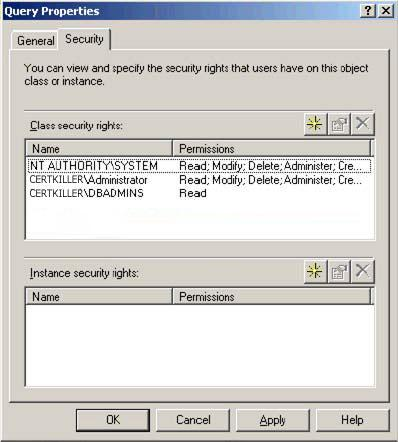 Query Properties
General Security
You can view and specify the security rights that users have on this object
class or instance.
Class security rights:
Name Permissions
NT AUTHORITY\SYSTEM Read; Modify; Delete; Administer; Cre...
CERTKILLER\Administrator Read; Modify; Delete; Administer; Cre...
CERTKILLER\DBADMINS Read
Instance security rights:
Name Permissions
OK Cancel Apply Help